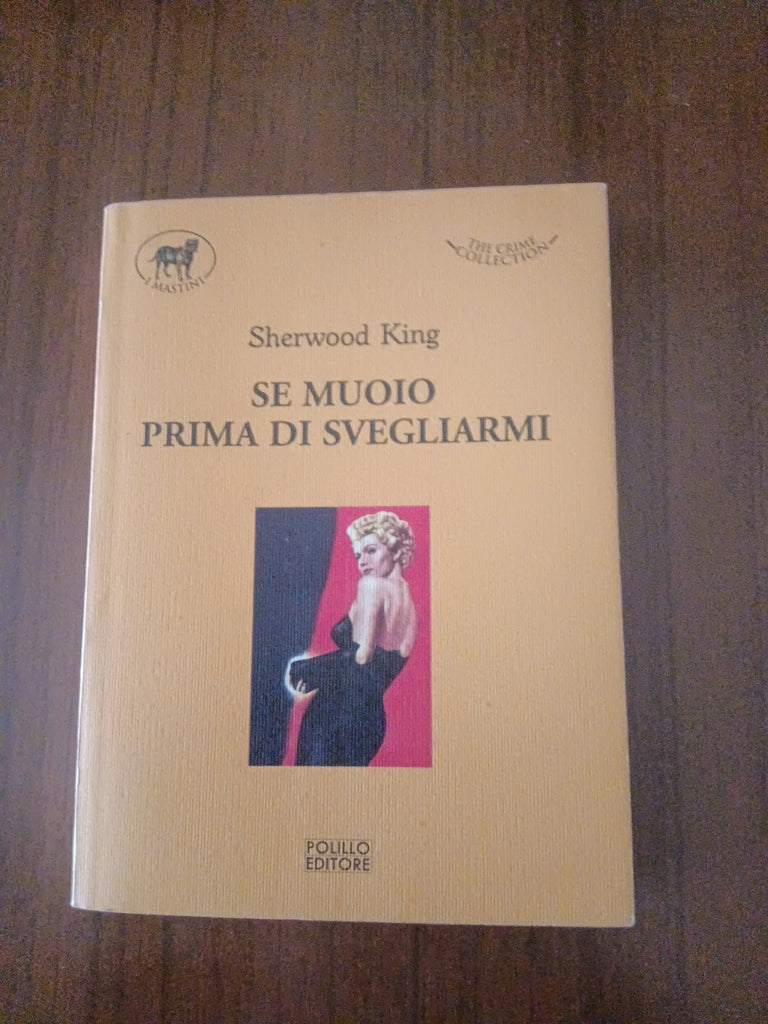 I MASTINI
THE CRIME
COLLECTION
Sherwood King
SE MUOIO
PRIMA DI SVEGLIARMI
POLILLO
EDITORE